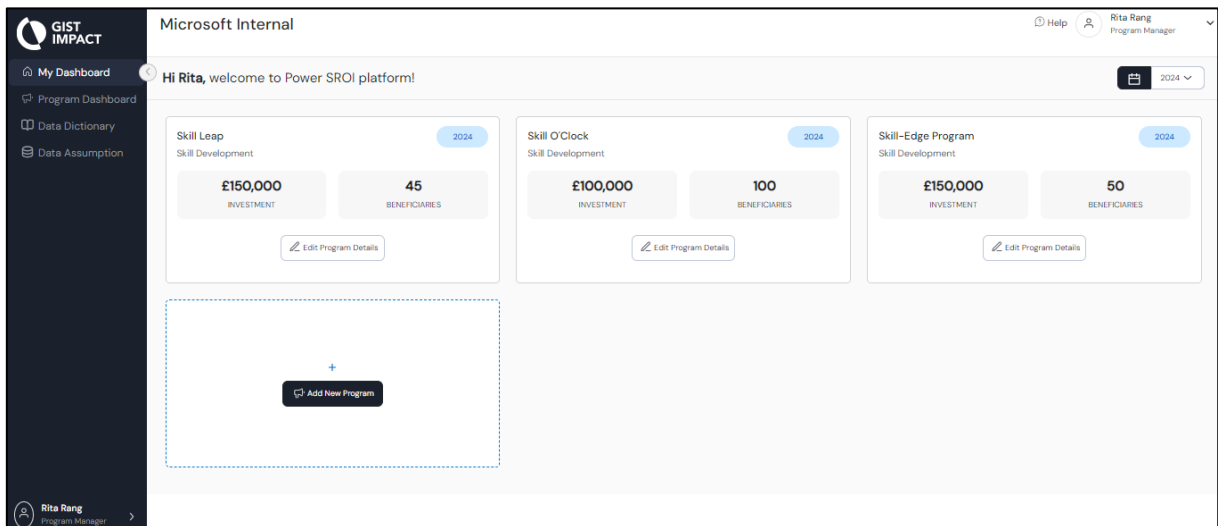 GIST
IMPACT
My Dashboard
Program Dashboard
Data Dictionary
Data Assumption
Rita Rang
Program Manager
Microsoft Internal
Help
Rita Rang
Program Manager
Hi Rita, welcome to Power SROI platform!
2024
Skill Leap
2024
Skill Development
£150,000
INVESTMENT
45
BENEFICIARIES
Edit Program Details
Skill O'Clock
2024
Skill Development
£100,000
INVESTMENT
100
BENEFICIARIES
Edit Program Details
Skill-Edge Program
2024
Skill Development
£150,000
INVESTMENT
50
BENEFICIARIES
Edit Program Details
+
Add New Program